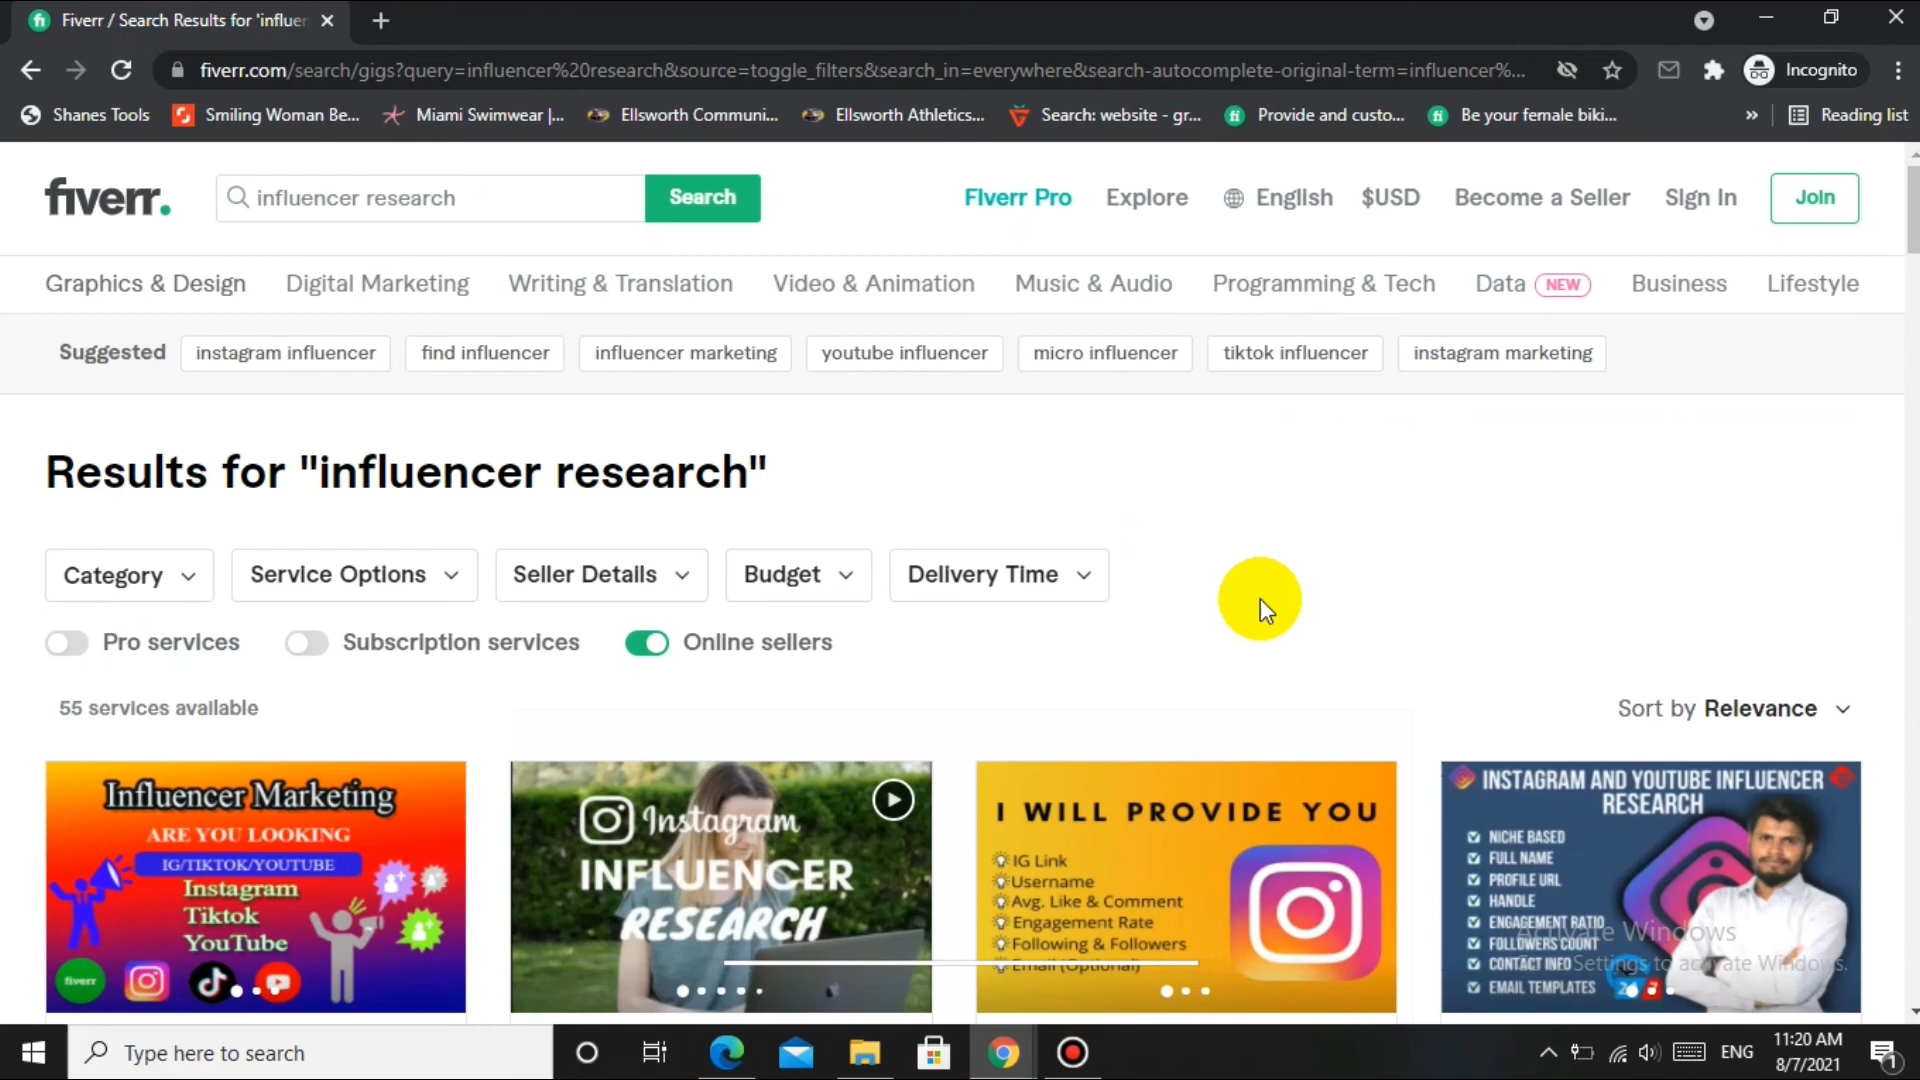 Fiverr / Search Results for 'influer
fiverr.com/search/gigs?query=influencer%20research&source=toggle_filters&search_in=everywhere&search-autocomplete-original-term=influencer%...
Incognito
Shanes Tools
Smiling Woman Be...
Miami Swimwear |...
Ellsworth Communi...
Ellsworth Athletics...
Search: website - gr...
Provide and custo...
Be your female biki...
»
Reading list
fiverr.
influencer research
Search
Fiverr Pro
Explore
English
$USD
Become a Seller
Sign In
Join
Graphics & Design
Digital Marketing
Writing & Translation
Video & Animation
Music & Audio
Programming & Tech
Data NEW
Business
Lifestyle
Suggested
instagram influencer
find influencer
influencer marketing
youtube influencer
micro influencer
tiktok influencer
instagram marketing
Results for "influencer research"
Category
Service Options
Seller Details
Budget
Delivery Time
Pro services
Subscription services
Online sellers
55 services available
Sort by Relevance
Influencer Marketing
ARE YOU LOOKING
IG/TIKTOK/YOUTUBE
Instagram
Tiktok
YouTube
fiverr
Instagram
INFLUENCER
RESEARCH
I WILL PROVIDE YOU
IG Link
Username
Avg. Like & Comment
Engagement Rate
Following & Followers
Email (Optional)
INSTAGRAM AND YOUTUBE INFLUENCER
RESEARCH
NICHE BASED
FULL NAME
PROFILE URL
HANDLE
ENGAGEMENT RATIO
FOLLOWERS COUNT
CONTACT INFO
EMAIL TEMPLATES
Activate Windows
Settings to activate Windows.
Type here to search
ENG
11:20 AM
8/7/2021
1